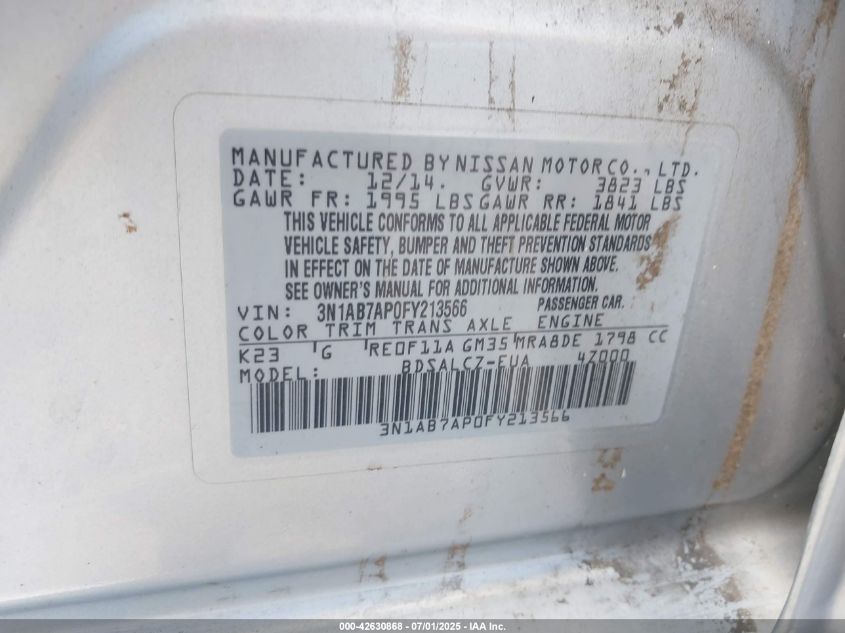 MANUFACTURED BY NISSAN MOTOR CO., LTD.
DATE: 12/14. GVWR: 3823 LBS
GAWR FR: 1995 LBS GAWR RR: 1841 LBS
THIS VEHICLE CONFORMS TO ALL APPLICABLE FEDERAL MOTOR
VEHICLE SAFETY, BUMPER AND THEFT PREVENTION STANDARDS
IN EFFECT ON THE DATE OF MANUFACTURE SHOWN ABOVE.
SEE OWNER'S MANUAL FOR ADDITIONAL INFORMATION.
VIN: 3N1AB7AP0FY213566 PASSENGER CAR.
COLOR TRIM TRANS AXLE ENGINE
K23 G RE0F11A GM35 MRA8DE 1798 CC
MODEL: BDSALCZ-EUA 4Z000
3N1AB7AP0FY213566
000-42630868 - 07/01/2025 - IAA Inc.